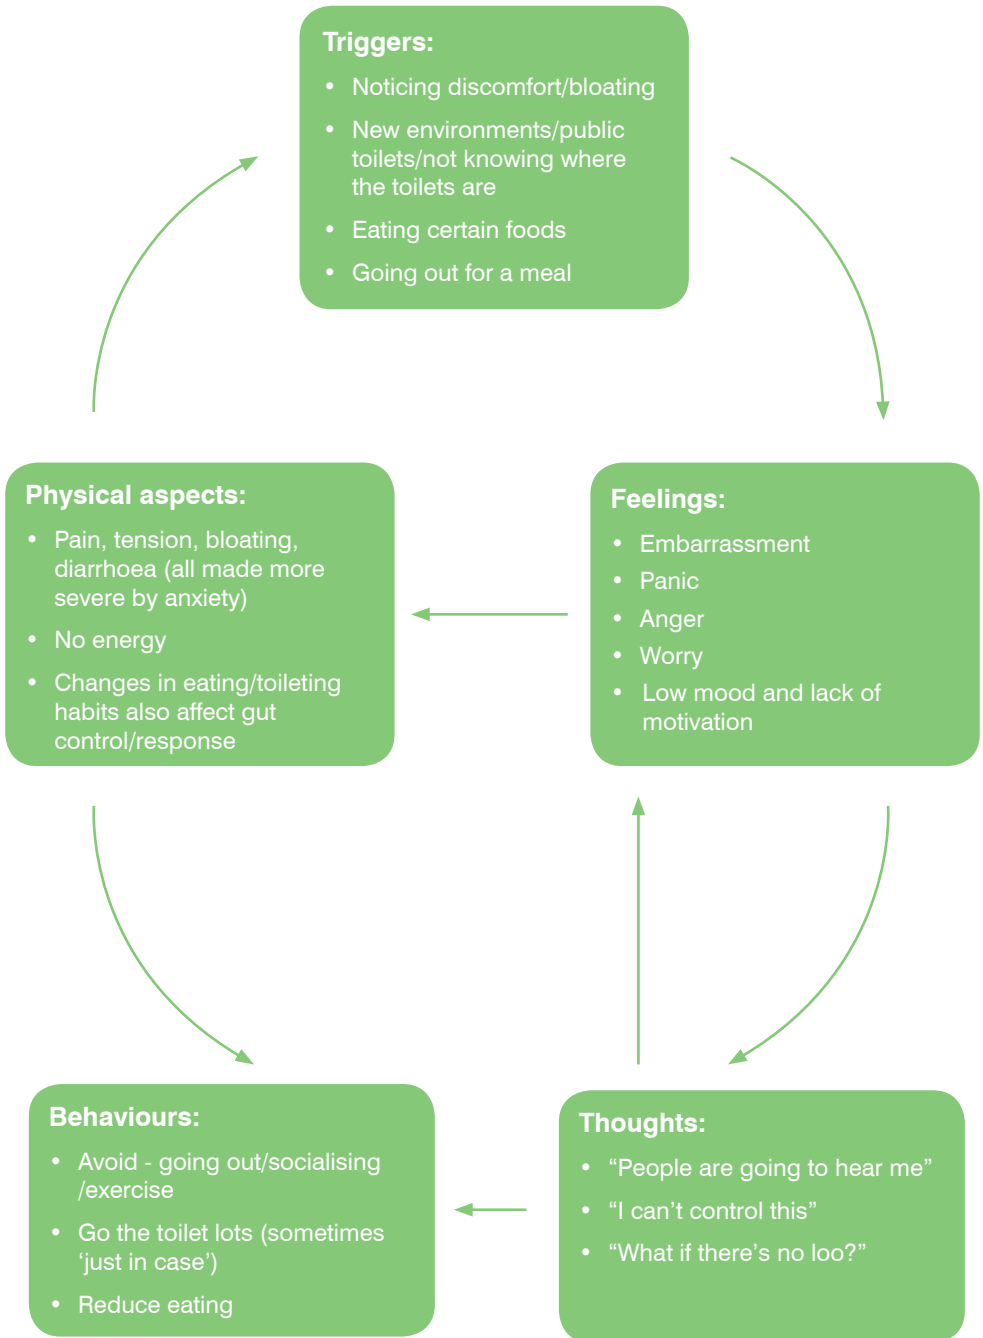 Triggers:
• Noticing discomfort/bloating
• New environments/public
toilets/not knowing where
the toilets are
• Eating certain foods
• Going out for a meal
Physical aspects:
• Pain, tension, bloating,
diarrhoea (all made more
severe by anxiety)
• No energy
• Changes in eating/toileting
habits also affect gut
control/response
Feelings:
• Embarrassment
• Panic
• Anger
• Worry
• Low mood and lack of
motivation
Behaviours:
• Avoid - going out/socialising
/exercise
• Go the toilet lots (sometimes
‘just in case’)
• Reduce eating
Thoughts:
• “People are going to hear me”
• “I can’t control this”
• “What if there’s no loo?”